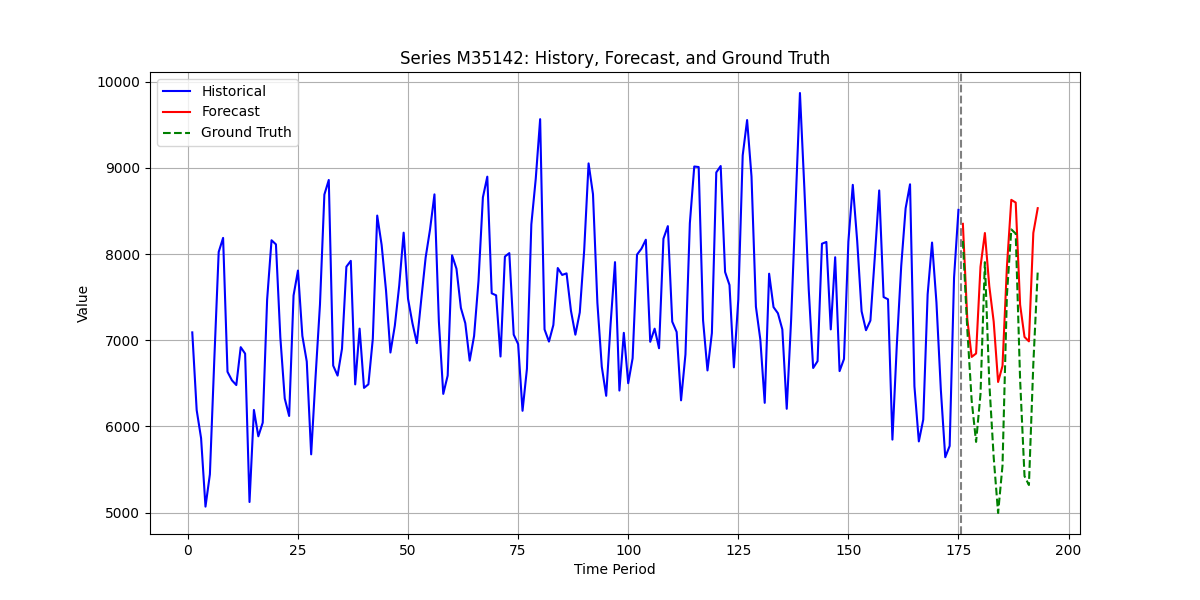 Series M35142: History, Forecast, and Ground Truth
Historical
Forecast
Ground Truth
10000
9000
8000
7000
6000
5000
Value
0 25 50 75 100 125 150 175 200
Time Period